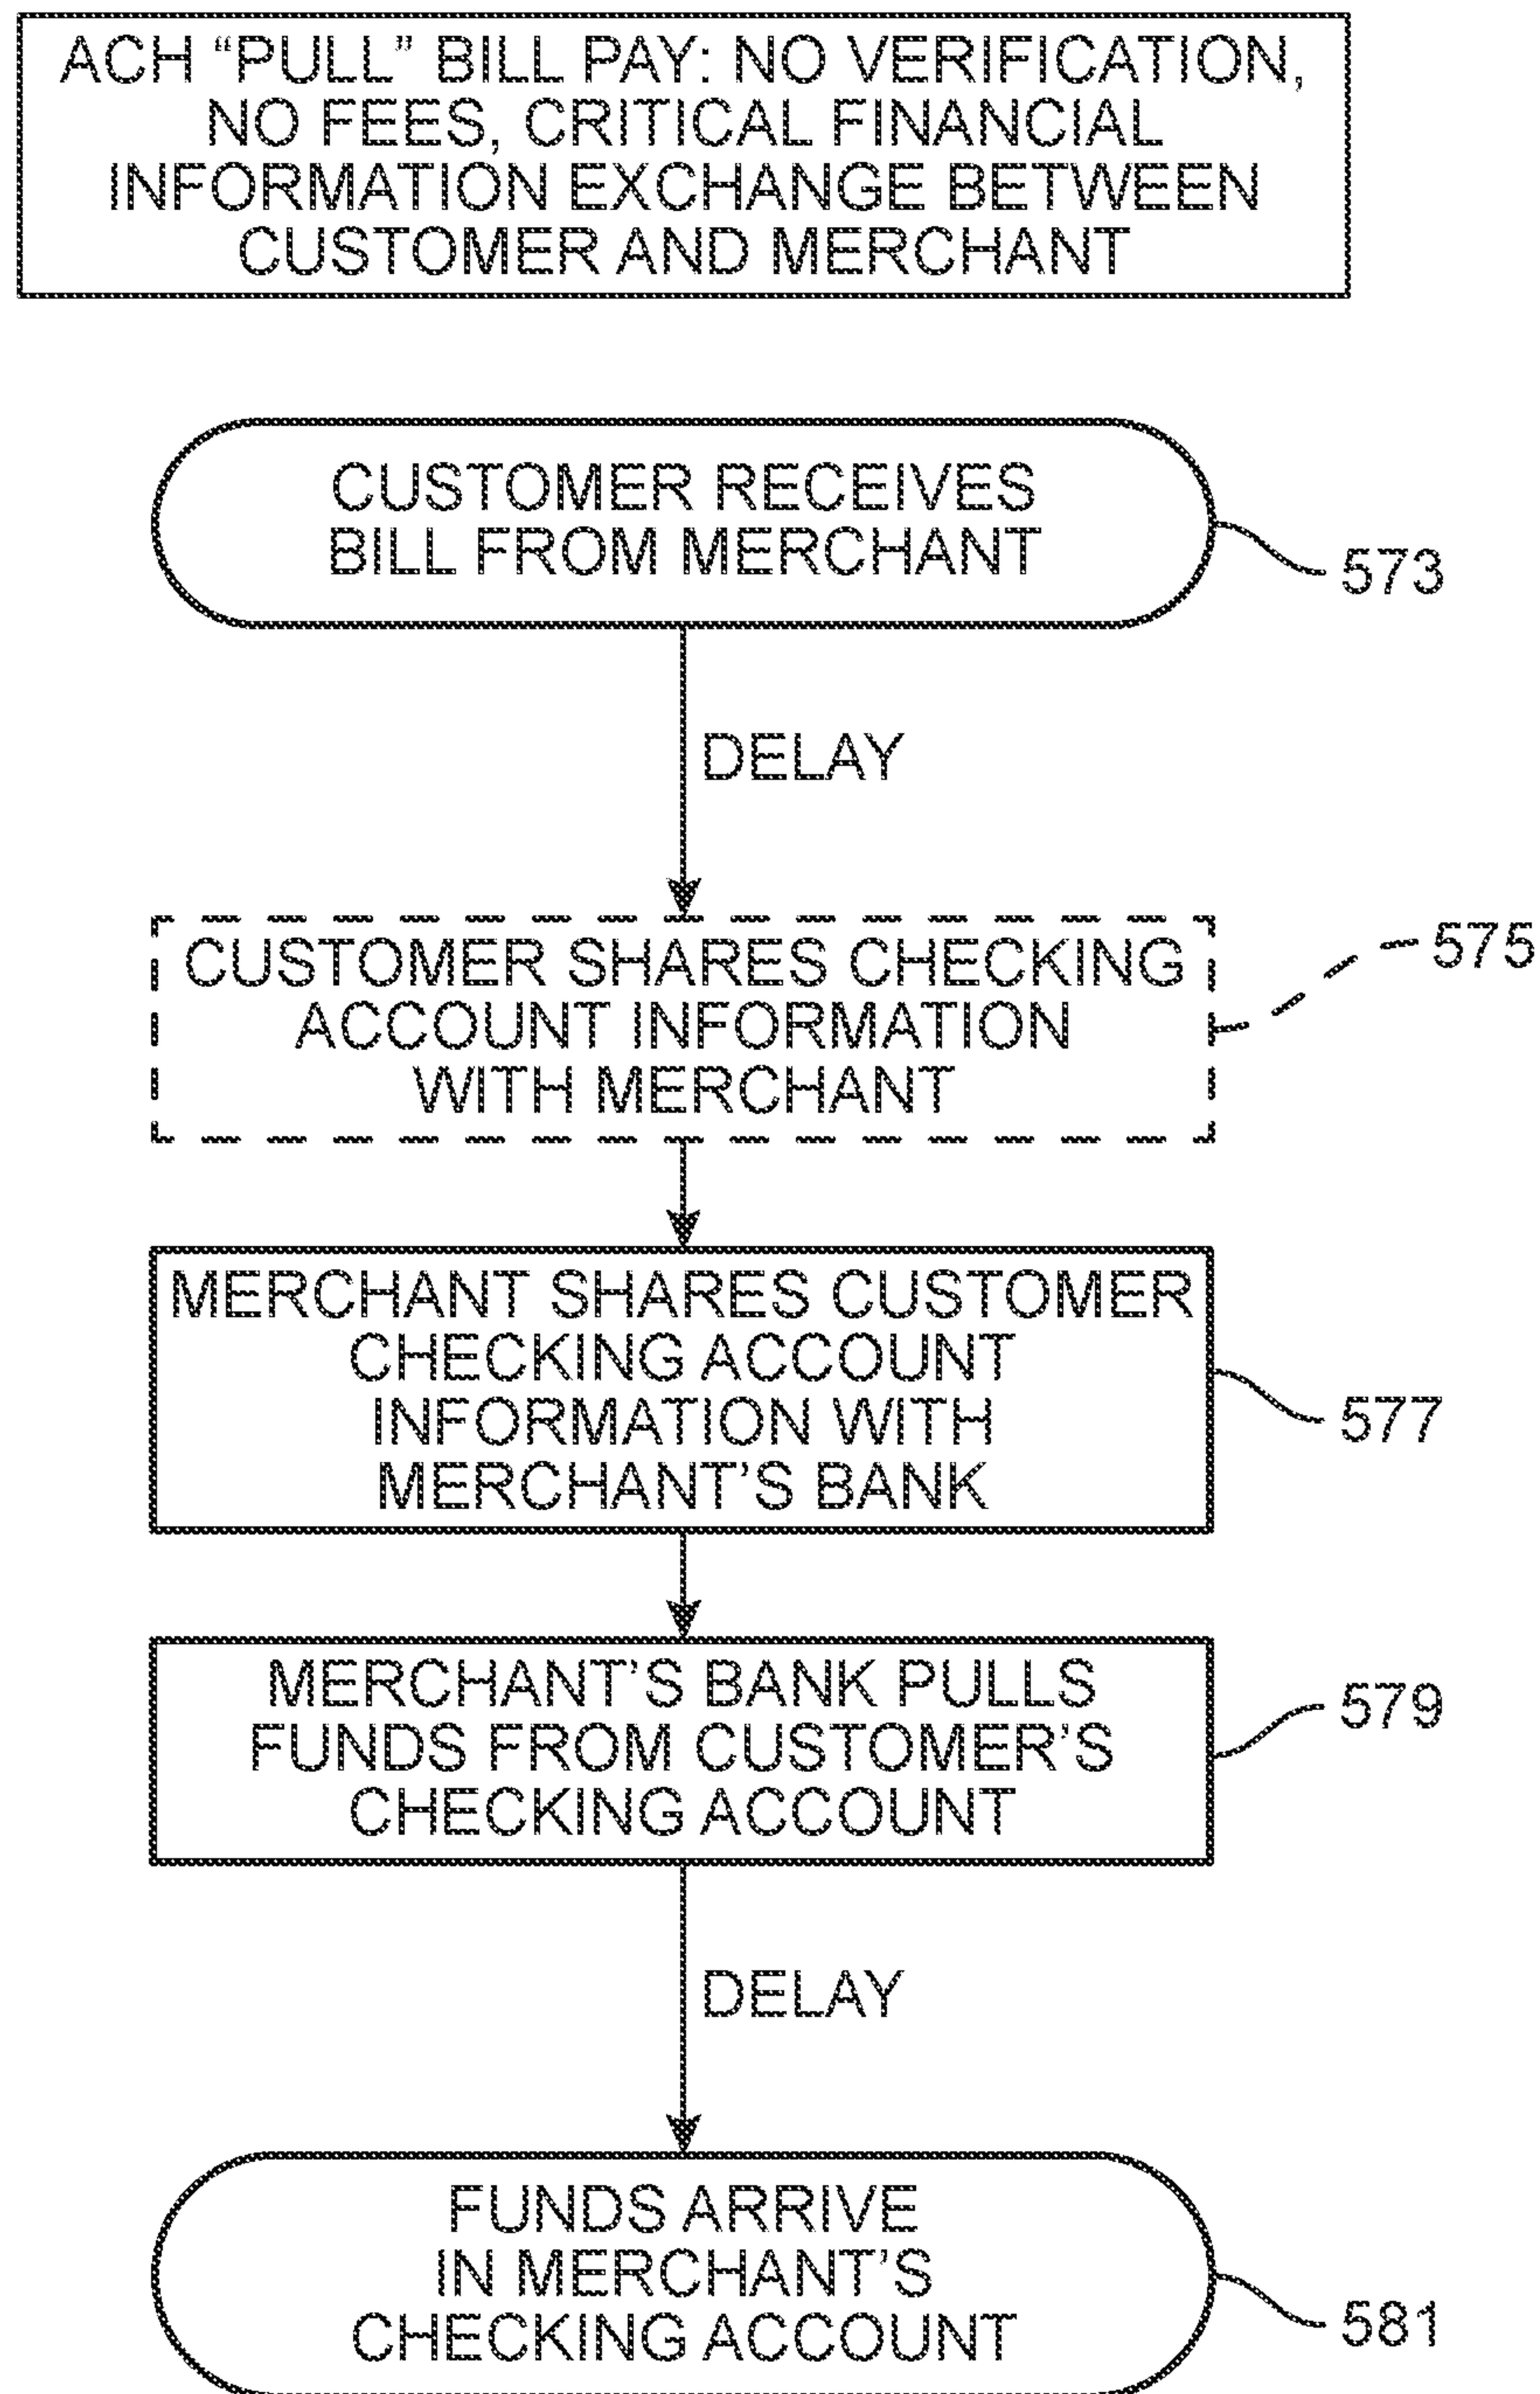 ACH “PULL” BILL PAY: NO VERIFICATION,
NO FEES, CRITICAL FINANCIAL
INFORMATION EXCHANGE BETWEEN
CUSTOMER AND MERCHANT
CUSTOMER RECEIVES
BILL FROM MERCHANT
573
DELAY
CUSTOMER SHARES CHECKING
ACCOUNT INFORMATION
WITH MERCHANT
575
MERCHANT SHARES CUSTOMER
CHECKING ACCOUNT
INFORMATION WITH
MERCHANT’S BANK
577
MERCHANT’S BANK PULLS
FUNDS FROM CUSTOMER’S
CHECKING ACCOUNT
579
DELAY
FUNDS ARRIVE
IN MERCHANT’S
CHECKING ACCOUNT
581